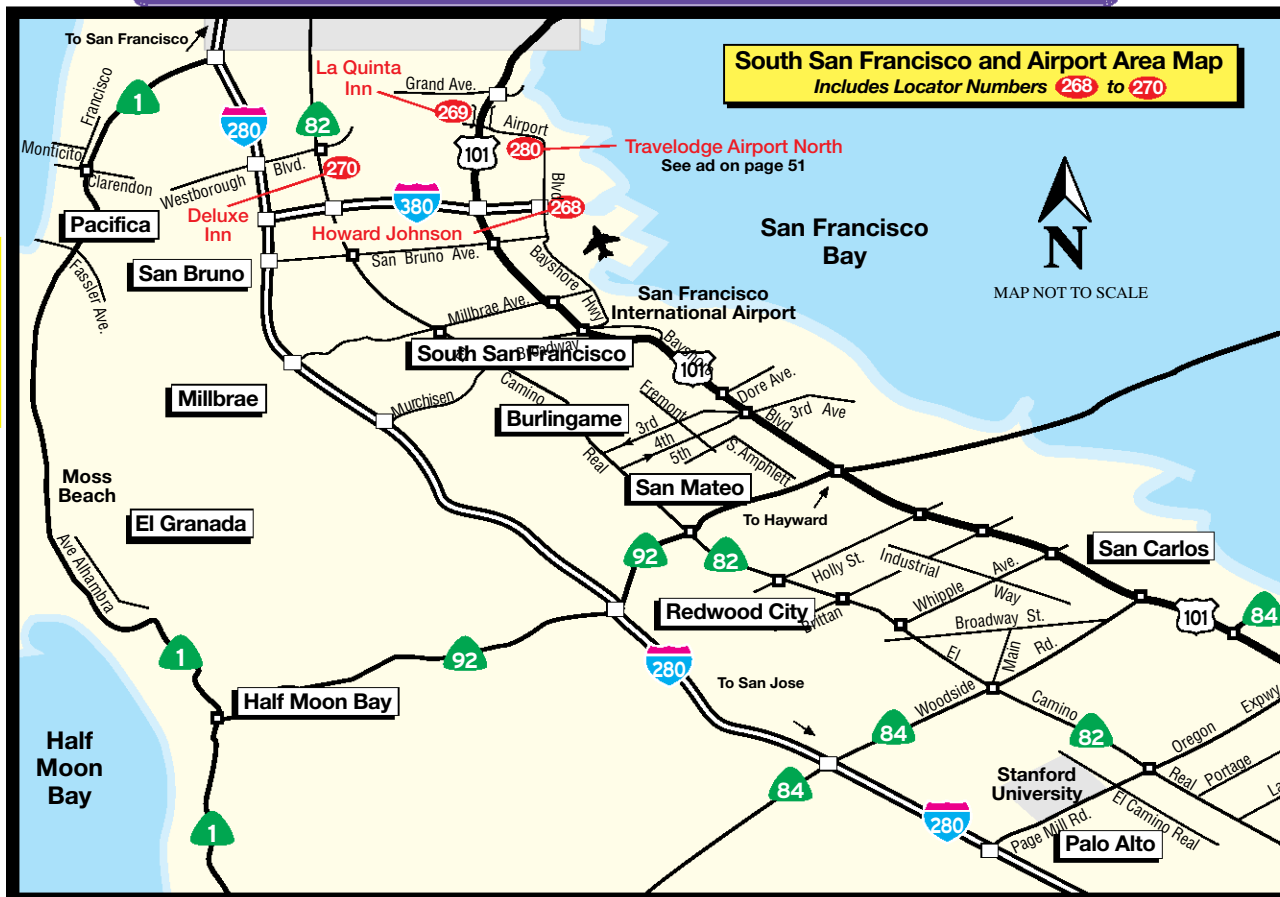 South San Francisco and Airport Area Map
Includes Locator Numbers 268 to 270
To San Francisco
La Quinta
Inn
Grand Ave.
269
Airport
Blvd.
1
Francisco
280
82
101
280
Travelodge Airport North
See ad on page 51
Monticito
Clarendon
Westborough Blvd.
270
Pacifica
Deluxe
Inn
380
268
Howard Johnson
San Francisco
Bay
N
MAP NOT TO SCALE
San Bruno
San Bruno Ave.
Bayshore Hwy
Fassler Ave.
San Francisco
International Airport
Millbrae Ave.
South San Francisco
Broadway
Bayshore
101
Blvd
Millbrae
Murchisen
Camino
Real
Burlingame
Fremont
Dore Ave.
3rd Ave
3rd
4th
5th
S. Amphlett
Moss
Beach
San Mateo
El Granada
To Hayward
92
82
San Carlos
Ave Alhambra
Holly St.
Industrial
Way
Whipple Ave.
Redwood City
Brittan
Broadway St.
101
84
1
92
280
El
Main
Rd.
To San Jose
Woodside
Camino
Half Moon Bay
84
82
Oregon Expwy
Half
Moon
Bay
84
Stanford
University
Real
Portage
La
El Camino Real
1
280
Page Mill Rd.
Palo Alto